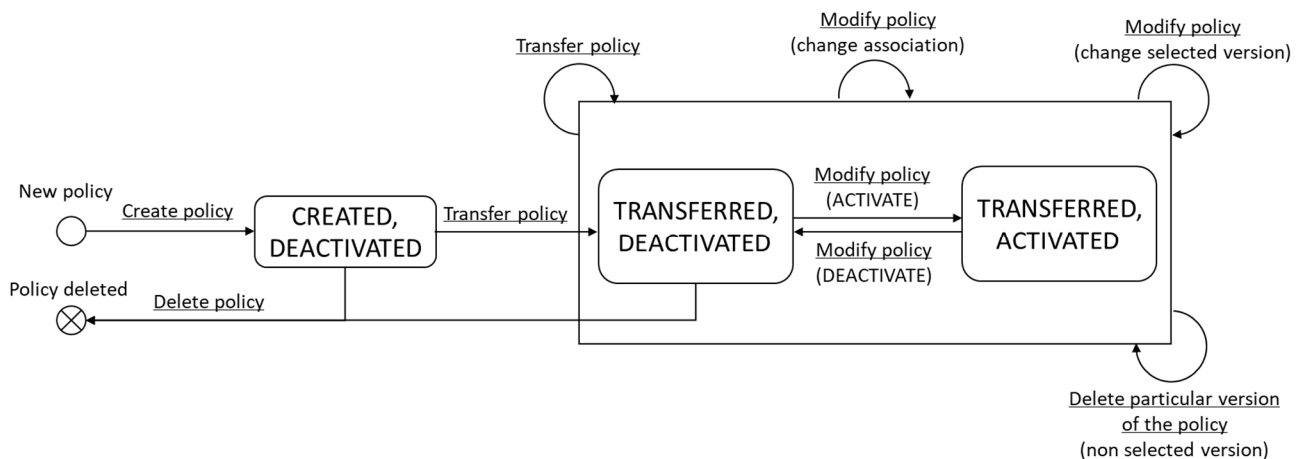 Transfer policy
Modify policy
(change association)
Modify policy
(change selected version)
New policy
Create policy
CREATED,
DEACTIVATED
Transfer policy
TRANSFERRED,
DEACTIVATED
Modify policy
(ACTIVATE)
Modify policy
(DEACTIVATE)
TRANSFERRED,
ACTIVATED
Policy deleted
Delete policy
Delete particular version
of the policy
(non selected version)